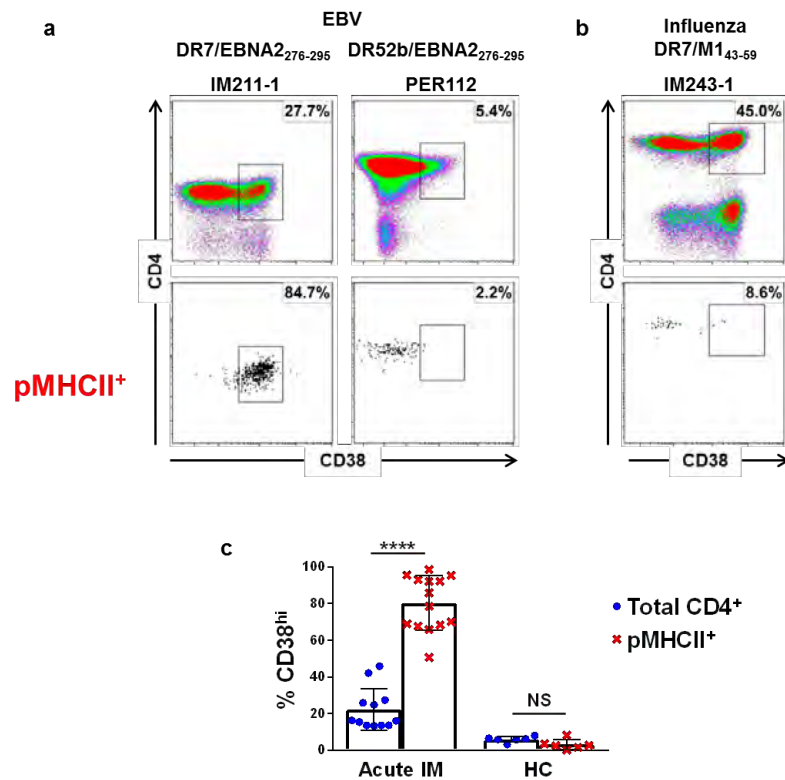 a
EBV
DR7/EBNA2276-295
DR52b/EBNA2276-295
IM211-1
PER112
27.7%
5.4%
CD4
84.7%
2.2%
pMHCII+
CD38
b
Influenza
DR7/M143-59
IM243-1
45.0%
CD4
8.6%
CD38
c
****
NS
% CD38hi
100
80
60
40
20
0
Acute IM
HC
Total CD4+
pMHCII+